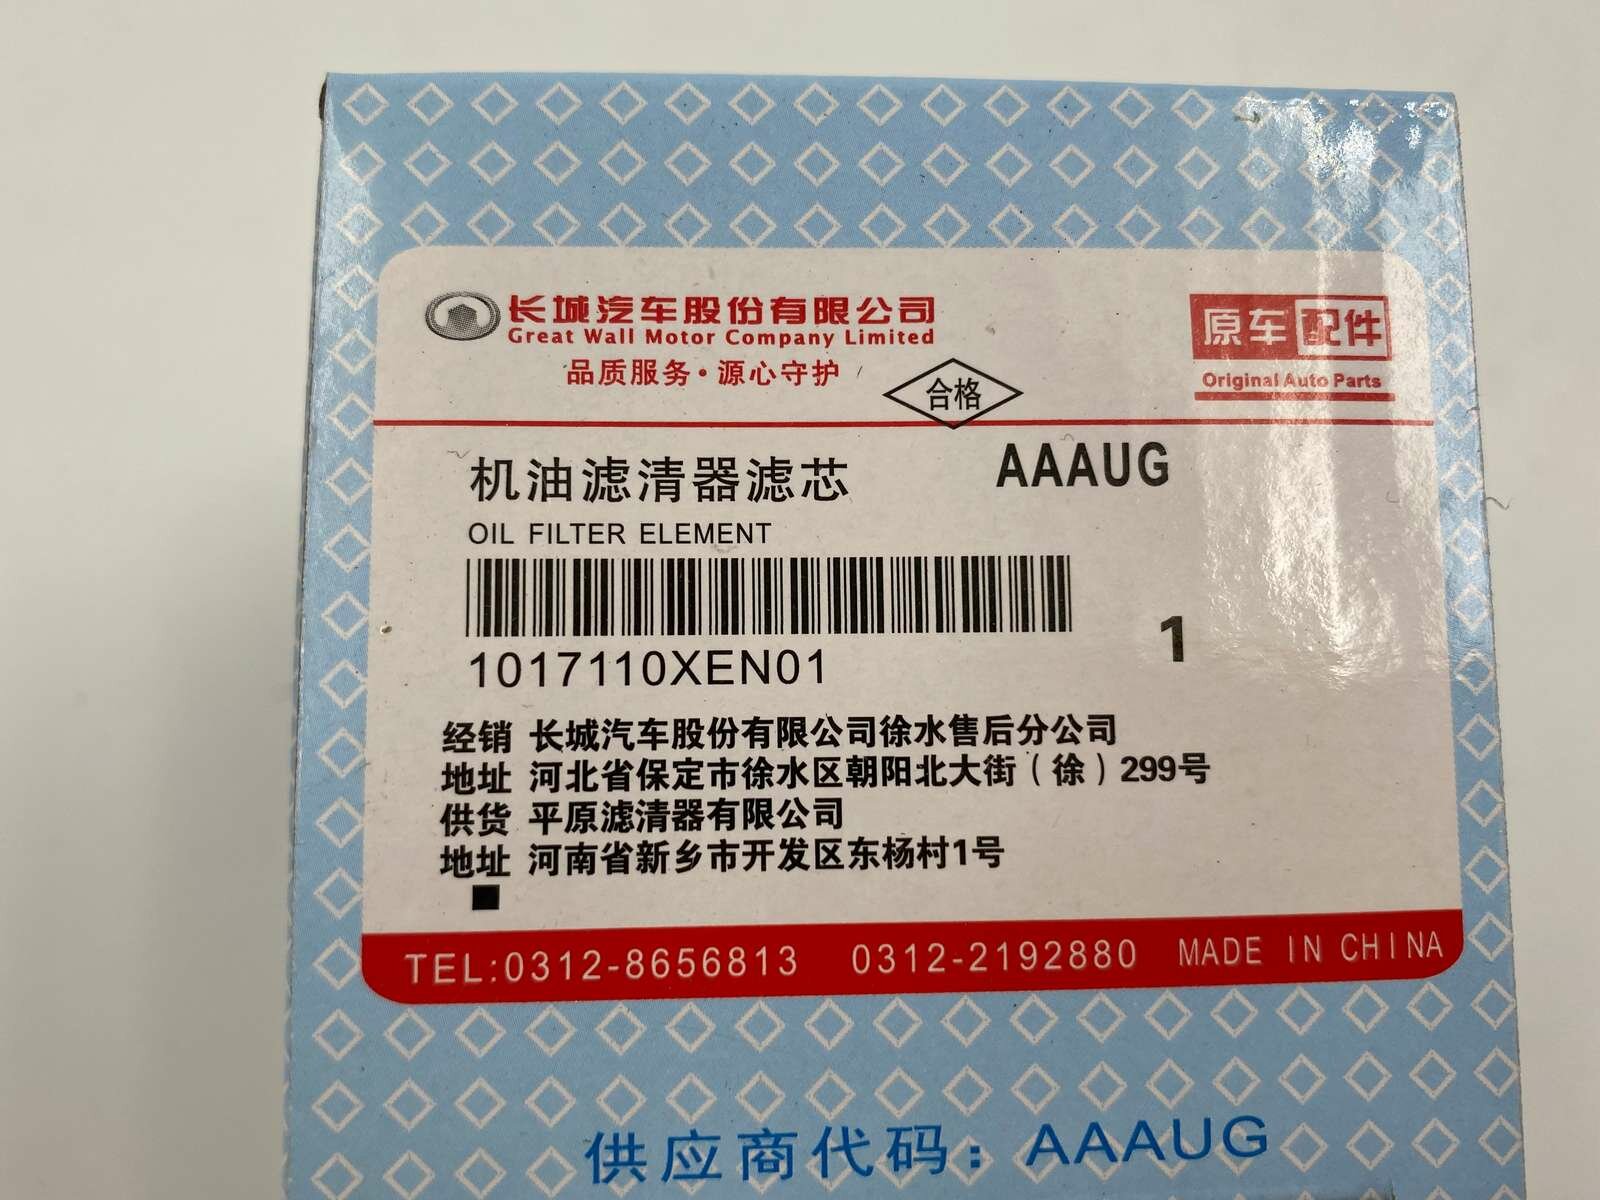 长城汽车股份有限公司
Great Wall Motor Company Limited
品质服务·源心守护
合格
原车配件
Original Auto Parts
机油滤清器滤芯
AAAUG
OIL FILTER ELEMENT
1017110XEN01
1
经销 长城汽车股份有限公司徐水售后分公司
地址 河北省保定市徐水区朝阳北大街(徐)299号
供货 平原滤清器有限公司
地址 河南省新乡市开发区东杨村1号
TEL:0312-8656813 0312-2192880 MADE IN CHINA
供应商代码：AAAUG